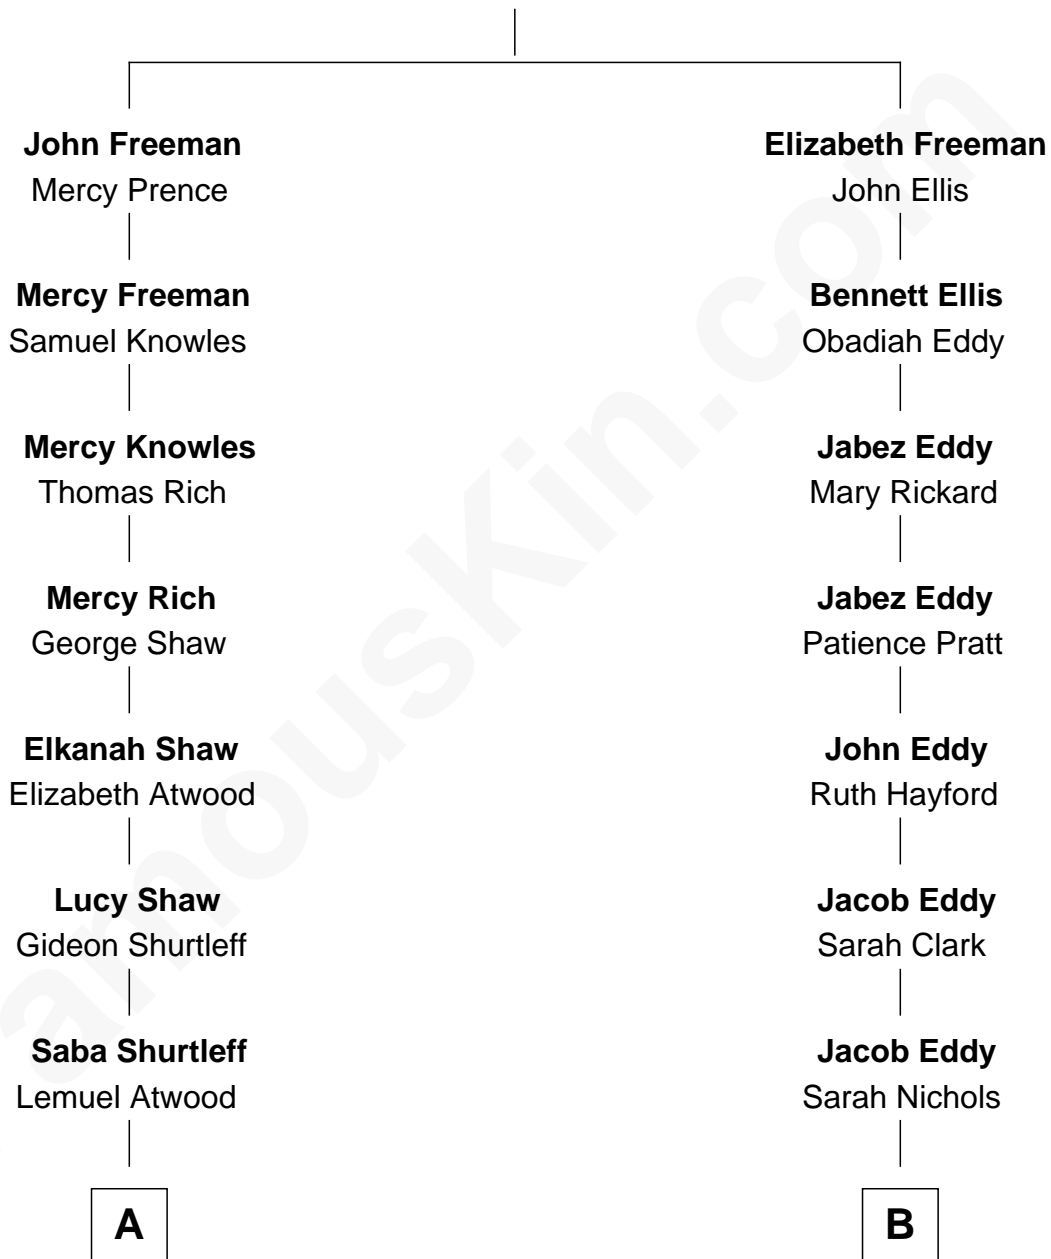 John Freeman
Mercy Prence
Elizabeth Freeman
John Ellis
Mercy Freeman
Samuel Knowles
Bennett Ellis
Obadiah Eddy
Mercy Knowles
Thomas Rich
Jabez Eddy
Mary Rickard
Mercy Rich
George Shaw
Jabez Eddy
Patience Pratt
Elkanah Shaw
Elizabeth Atwood
John Eddy
Ruth Hayford
Lucy Shaw
Gideon Shurtleff
Jacob Eddy
Sarah Clark
Saba Shurtleff
Lemuel Atwood
Jacob Eddy
Sarah Nichols
A
B
amousKin.com